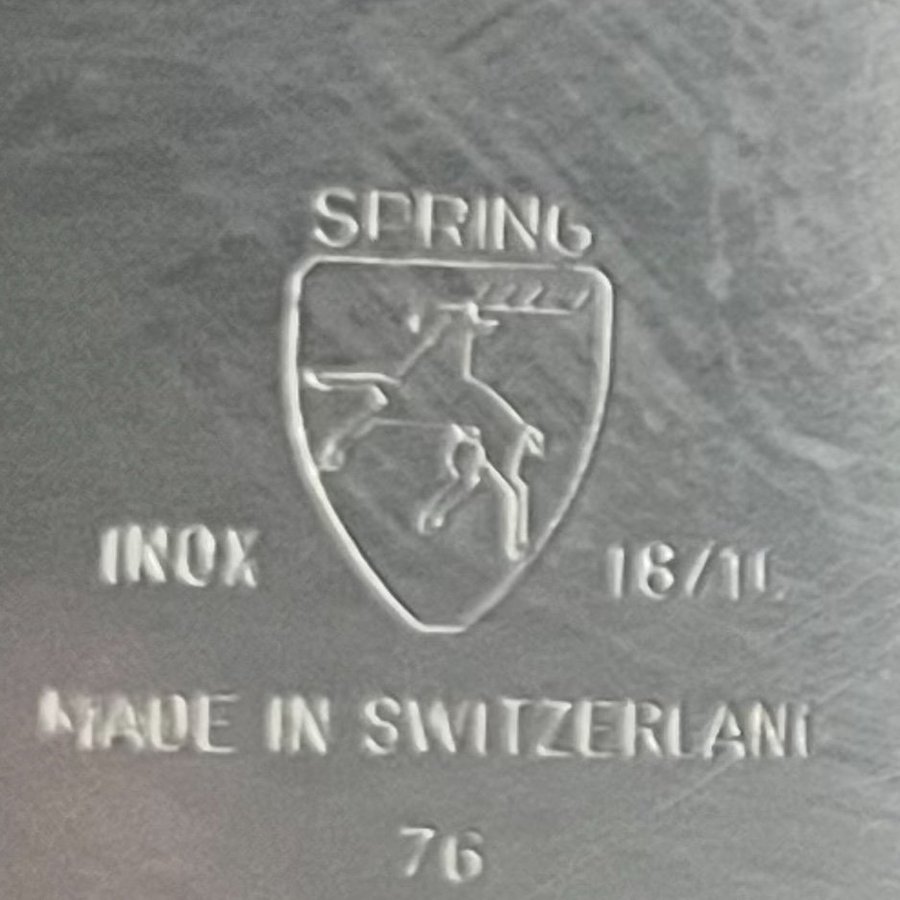 SPRING
INOX 18/10
MADE IN SWITZERLAND
76